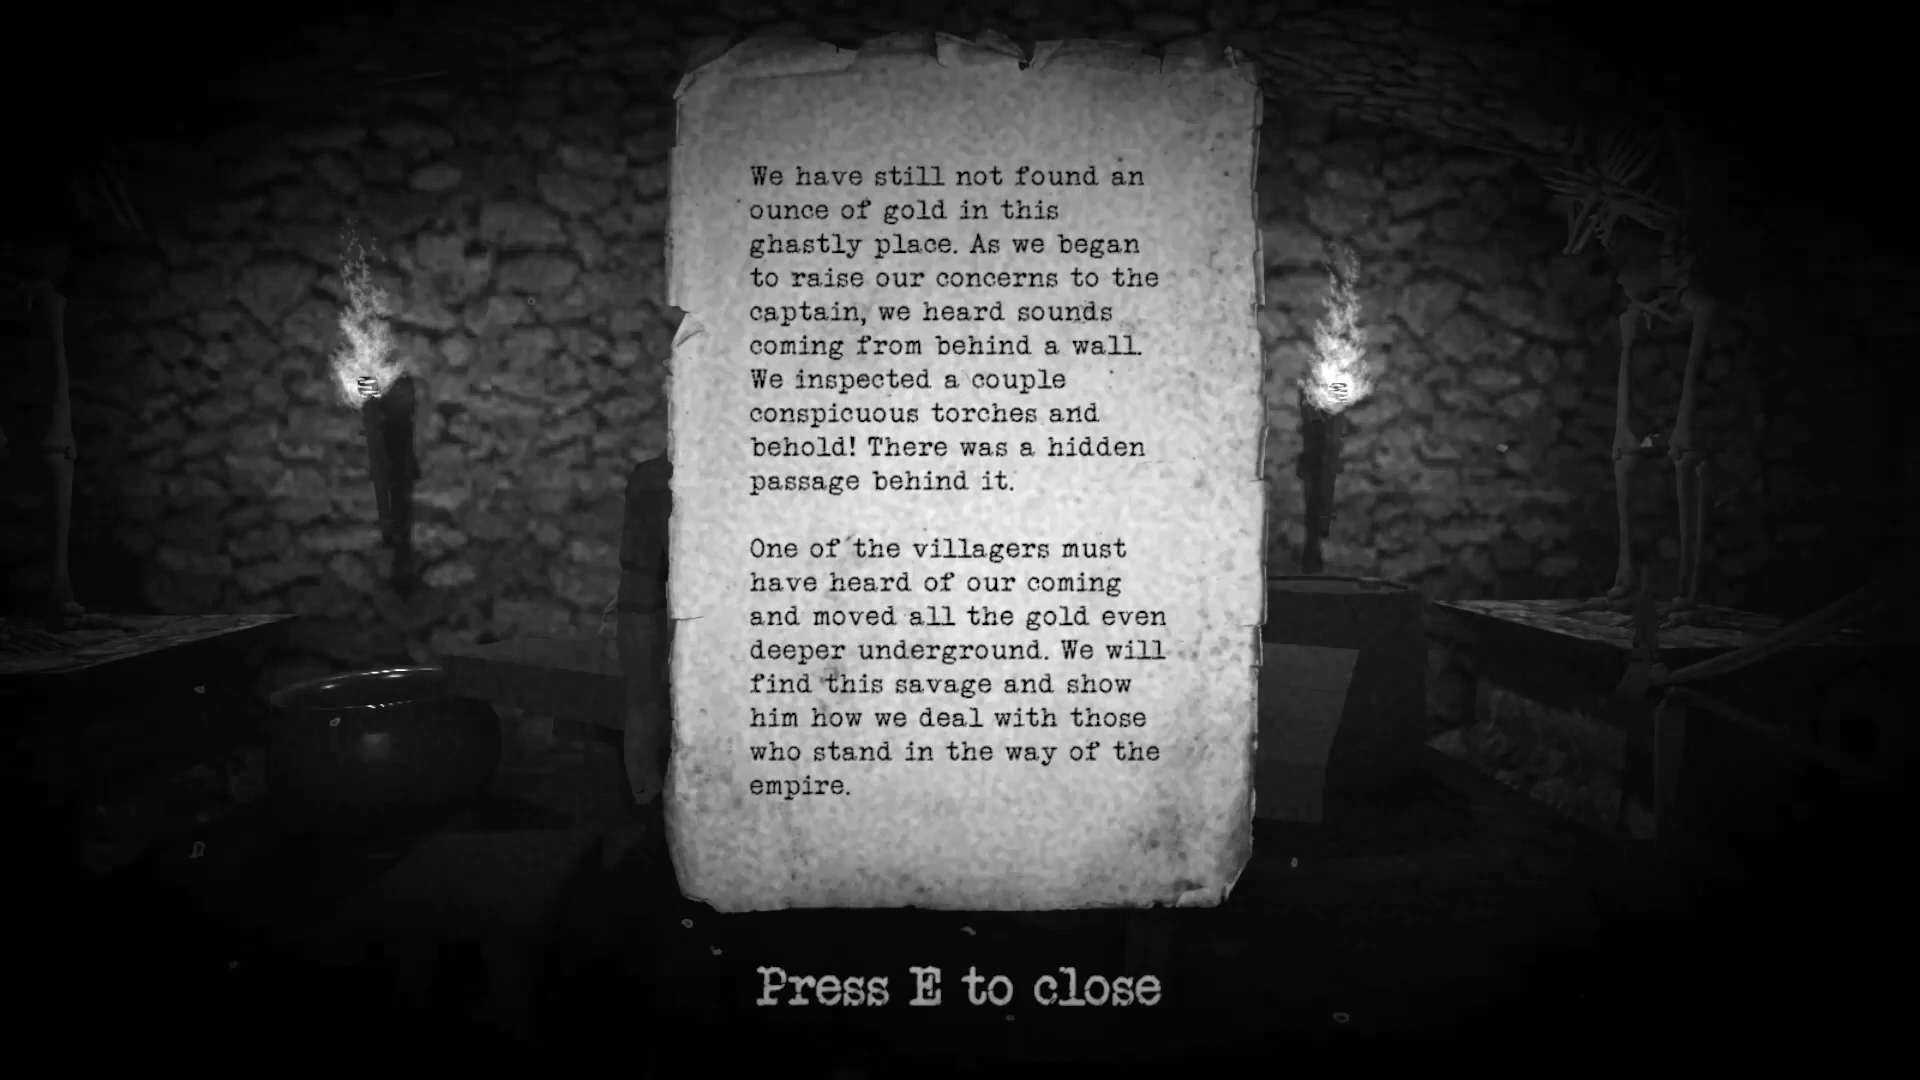 We have still not found an
ounce of gold in this
ghastly place. As we began
to raise our concerns to the
captain, we heard sounds
coming from behind a wall.
We inspected a couple
conspicuous torches and
behold! There was a hidden
passage behind it.
One of the villagers must
have heard of our coming
and moved all the gold even
deeper underground. We will
find this savage and show
him how we deal with those
who stand in the way of the
empire.
Press E to close